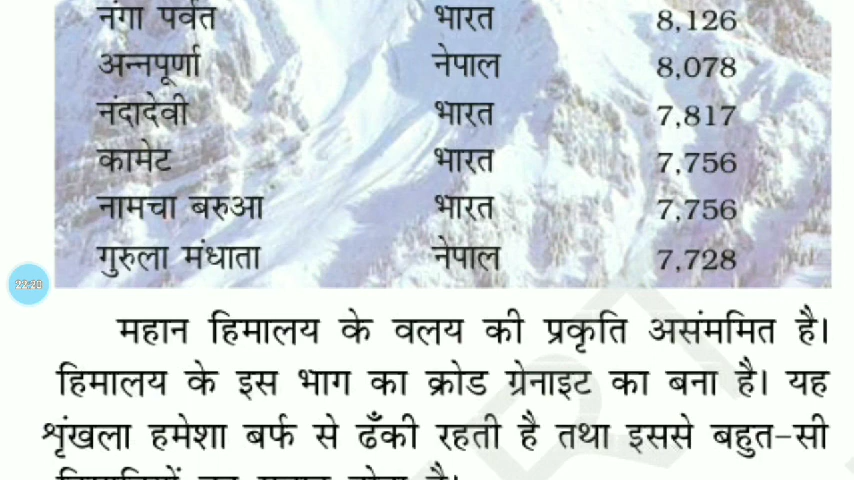 नंगा पर्वत भारत 8,126
अन्नपूर्णा नेपाल 8,078
नंदादेवी भारत 7,817
कामेट भारत 7,756
नामचा बरुआ भारत 7,756
गुरुला मंधाता नेपाल 7,728
22:20
महान हिमालय के वलय की प्रकृति असंममित है।
हिमालय के इस भाग का क्रोड ग्रेनाइट का बना है। यह
शृंखला हमेशा बर्फ से ढँकी रहती है तथा इससे बहुत-सी